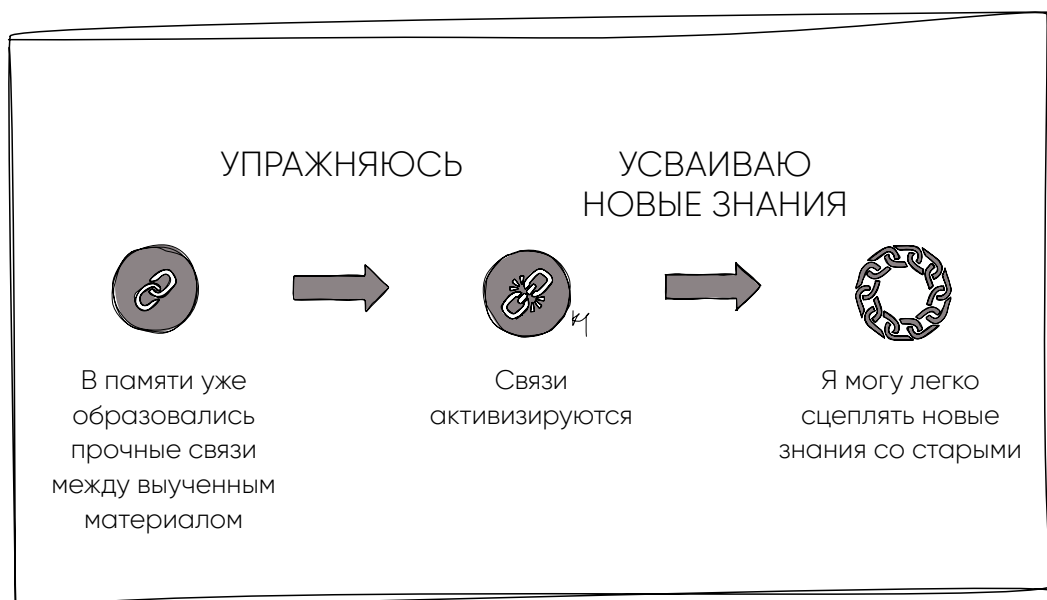 УПРАЖНЯЮСЬ
УСВАИВАЮ
НОВЫЕ ЗНАНИЯ
В памяти уже
образовались
прочные связи
между выученным
материалом
Связи
активизируются
Я могу легко
сцеплять новые
знания со старыми